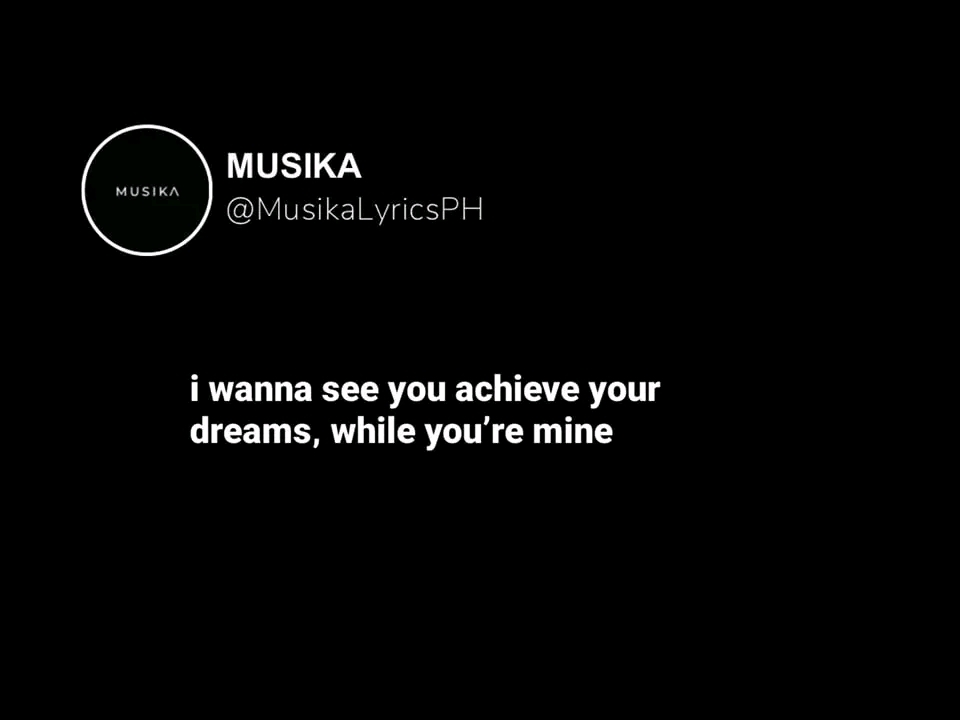 MUSIKA
MUSIKA
@MusikaLyricsPH
i wanna see you achieve your
dreams, while you’re mine